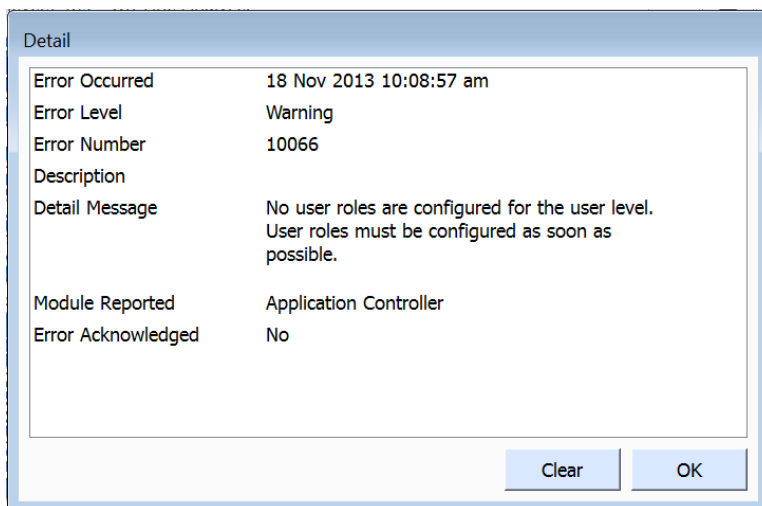 Detail
Error Occurred 18 Nov 2013 10:08:57 am
Error Level Warning
Error Number 10066
Description
Detail Message No user roles are configured for the user level.
User roles must be configured as soon as
possible.
Module Reported Application Controller
Error Acknowledged No
Clear OK